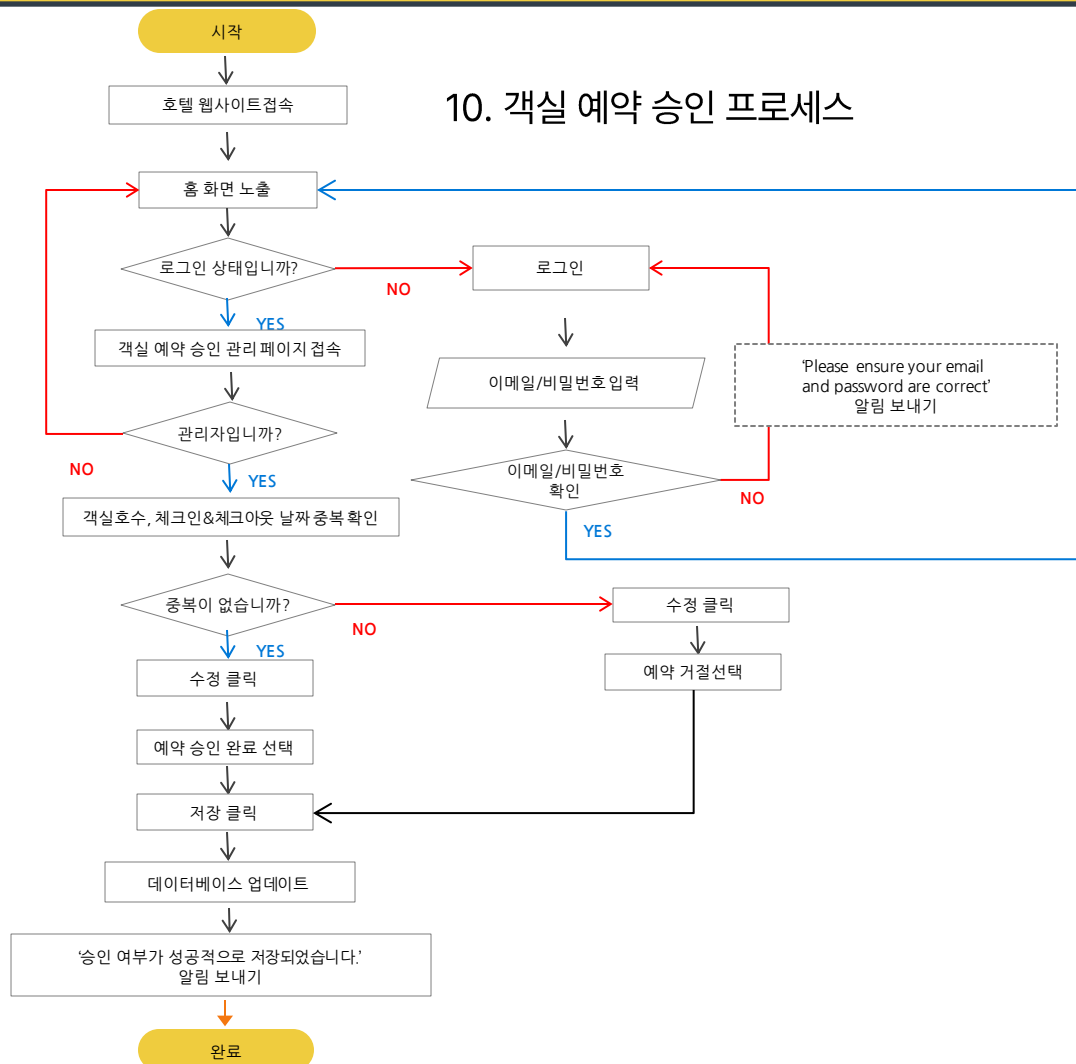 시작
호텔 웹사이트접속
10. 객실 예약 승인 프로세스
홈 화면 노출
로그인 상태입니까?
NO
로그인
YES
객실 예약 승인 관리 페이지 접속
'Please ensure your email
and password are correct'
알림 보내기
이메일/비밀번호 입력
관리자입니까?
NO
YES
이메일/비밀번호
확인
NO
YES
객실호수, 체크인&체크아웃 날짜 중복 확인
중복이 없습니까?
NO
YES
수정 클릭
예약 거절선택
수정 클릭
예약 승인 완료 선택
저장 클릭
데이터베이스 업데이트
'승인 여부가 성공적으로 저장되었습니다.'
알림 보내기
완료